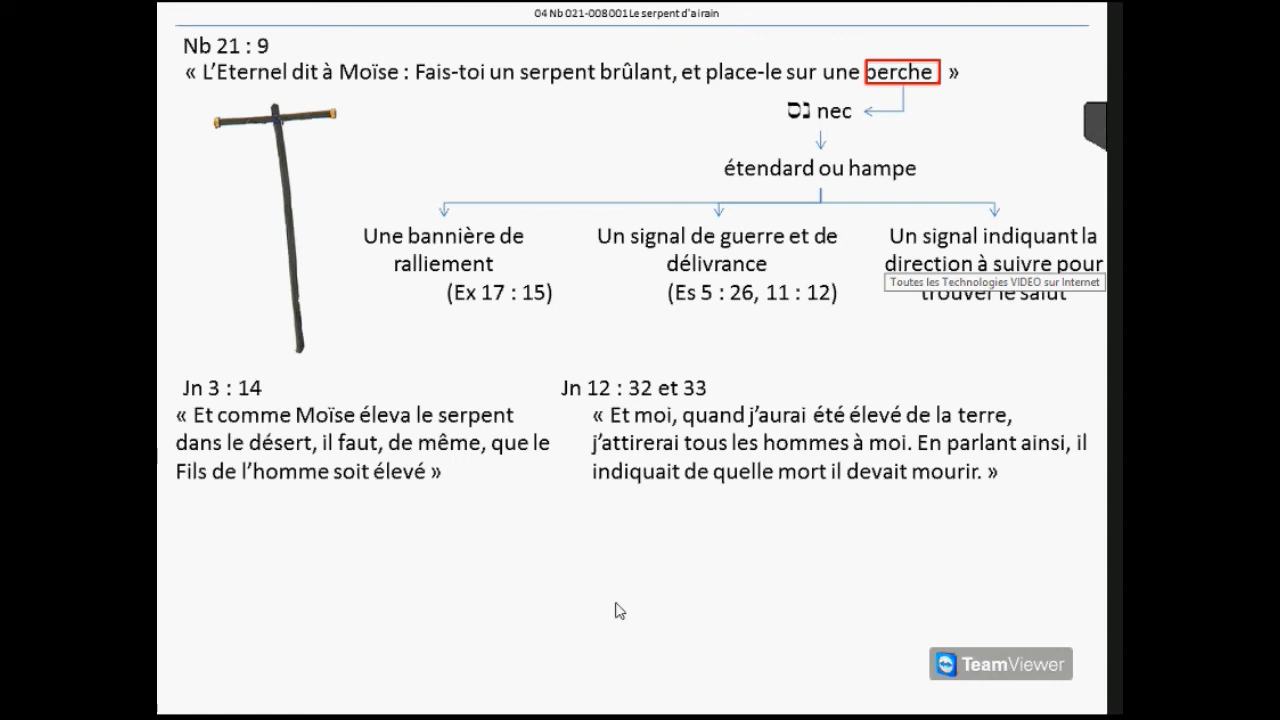 04 Nb 021-008001Le serpent d'airain
Nb 21 : 9
« L'Eternel dit à Moïse : Fais-toi un serpent brûlant, et place-le sur une perche »
נס nec
étendard ou hampe
Une bannière de
ralliement
(Ex 17 : 15)
Un signal de guerre et de
délivrance
(Es 5 : 26, 11 : 12)
Un signal indiquant la
direction à suivre pour
Toutes les Technologies VIDEO sur Internet
trouver le salut
Jn 3 : 14
« Et comme Moïse éleva le serpent
dans le désert, il faut, de même, que le
Fils de l'homme soit élevé »
Jn 12 : 32 et 33
« Et moi, quand j'aurai été élevé de la terre,
j'attirerai tous les hommes à moi. En parlant ainsi, il
indiquait de quelle mort il devait mourir. »
TeamViewer